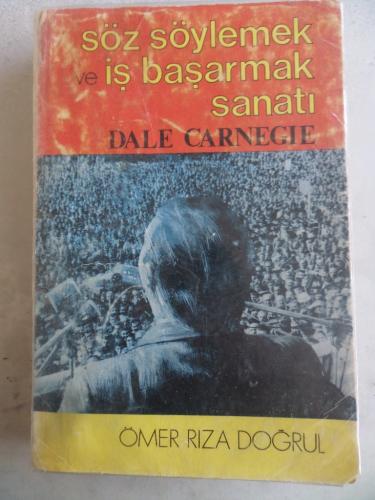 söz söylemek
ve iş başarmak
sanatı
DALE CARNEGIE
ÖMER RIZA DOĞRUL